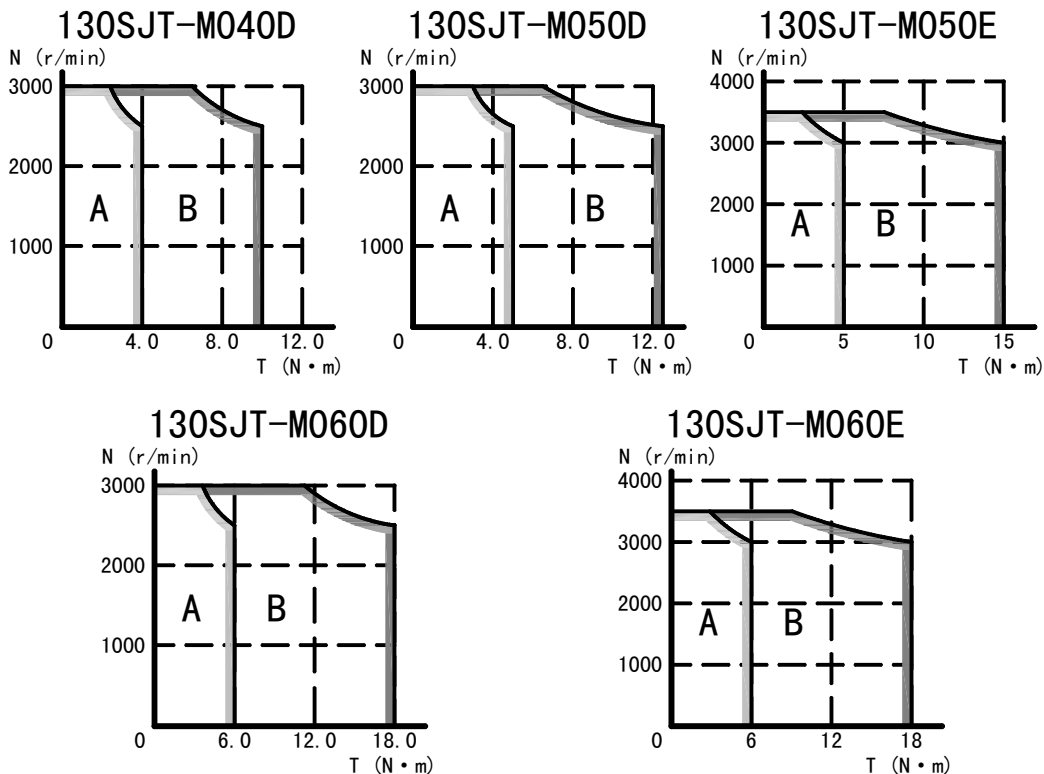 130SJT-M040D
N (r/min)
3000
2000
1000
A
B
0
4.0
8.0
12.0
T (N·m)
130SJT-M050D
N (r/min)
3000
2000
1000
A
B
0
4.0
8.0
12.0
T (N·m)
130SJT-M050E
N (r/min)
4000
3000
2000
1000
A
B
0
5
10
15
T (N·m)
130SJT-M060D
N (r/min)
3000
2000
1000
A
B
0
6.0
12.0
18.0
T (N·m)
130SJT-M060E
N (r/min)
4000
3000
2000
1000
A
B
0
6
12
18
T (N·m)